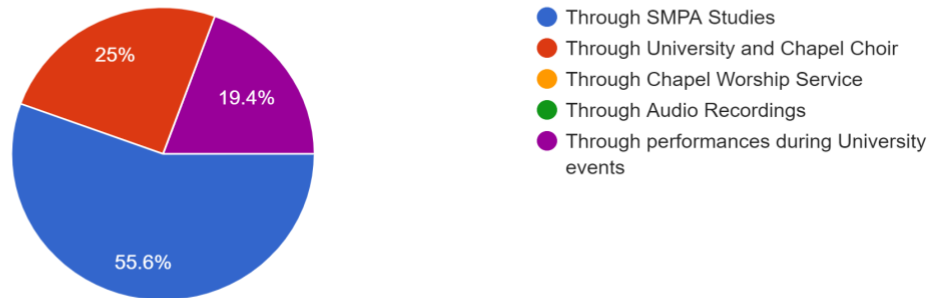 25%
19.4%
55.6%
Through SMPA Studies
Through University and Chapel Choir
Through Chapel Worship Service
Through Audio Recordings
Through performances during University
events